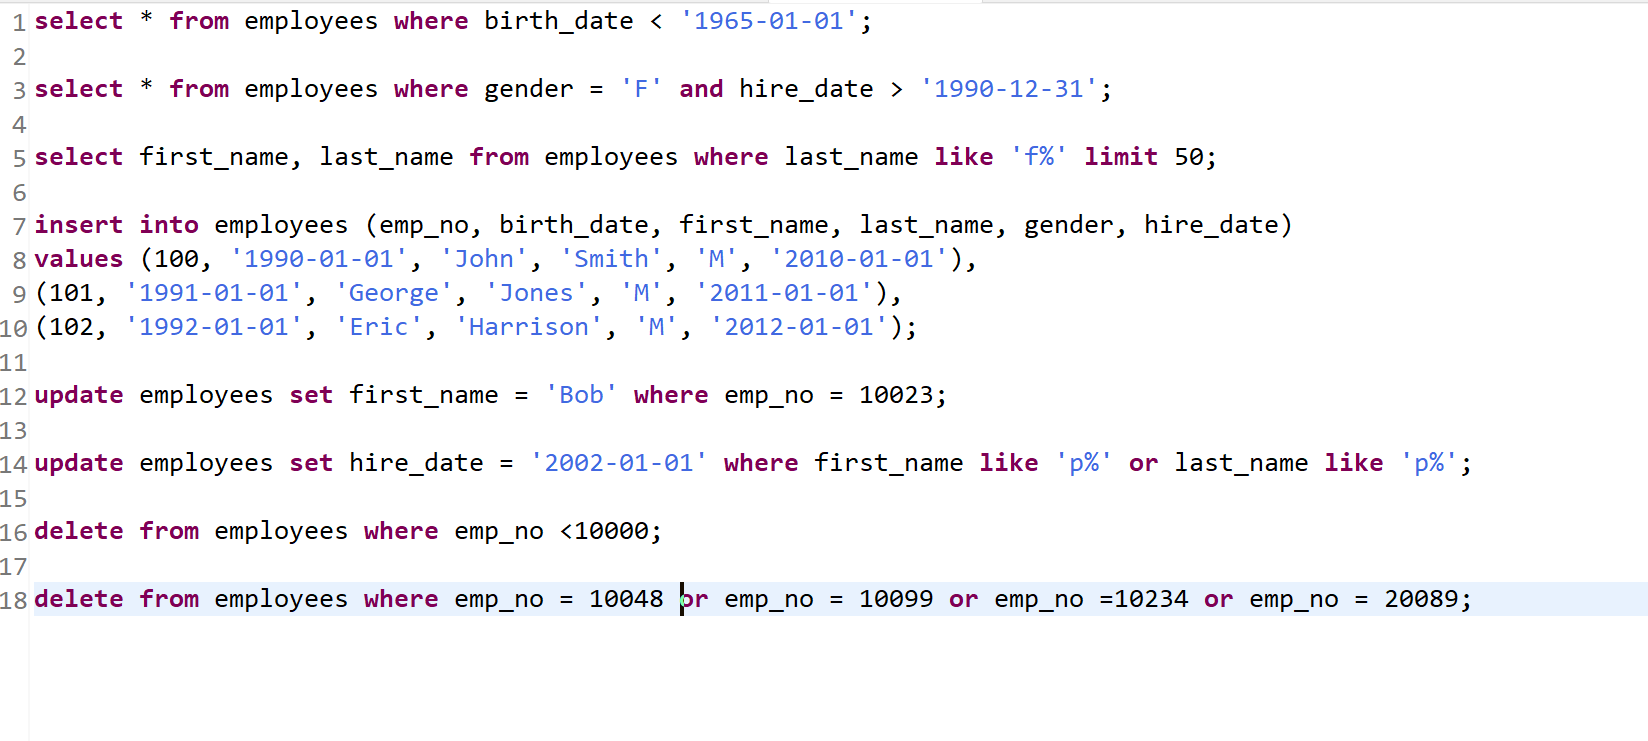 1 select * from employees where birth_date < '1965-01-01';
2
3 select * from employees where gender = 'F' and hire_date > '1990-12-31';
4
5 select first_name, last_name from employees where last_name like 'f%' limit 50;
6
7 insert into employees (emp_no, birth_date, first_name, last_name, gender, hire_date)
8 values (100, '1990-01-01', 'John', 'Smith', 'M', '2010-01-01'),
9 (101, '1991-01-01', 'George', 'Jones', 'M', '2011-01-01'),
10 (102, '1992-01-01', 'Eric', 'Harrison', 'M', '2012-01-01');
11
12 update employees set first_name = 'Bob' where emp_no = 10023;
13
14 update employees set hire_date = '2002-01-01' where first_name like 'p%' or last_name like 'p%';
15
16 delete from employees where emp_no <10000;
17
18 delete from employees where emp_no = 10048 or emp_no = 10099 or emp_no =10234 or emp_no = 20089;